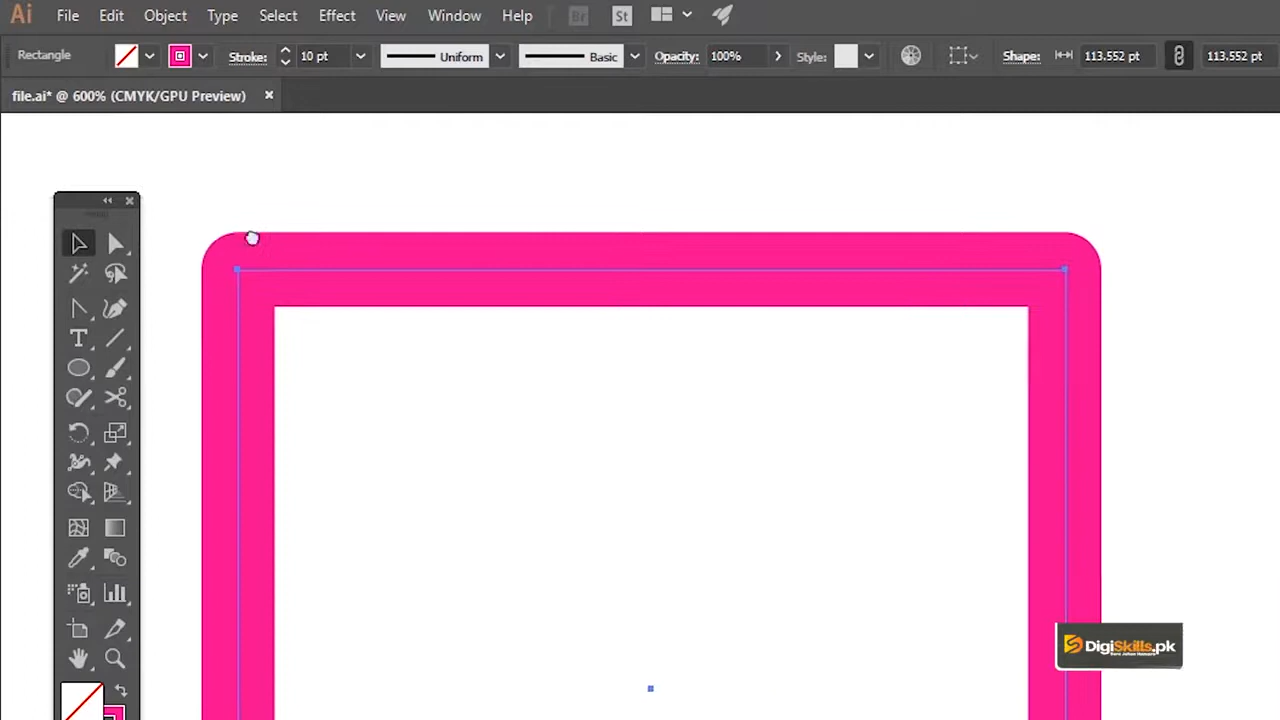 Ai File Edit Object Type Select Effect View Window Help Br St
Rectangle Stroke: 10 pt Uniform Basic Opacity: 100% Style: Shape: 113.552 pt 113.552 pt
file.ai* @ 600% (CMYK/GPU Preview) ×
T
DigiSkills.pk